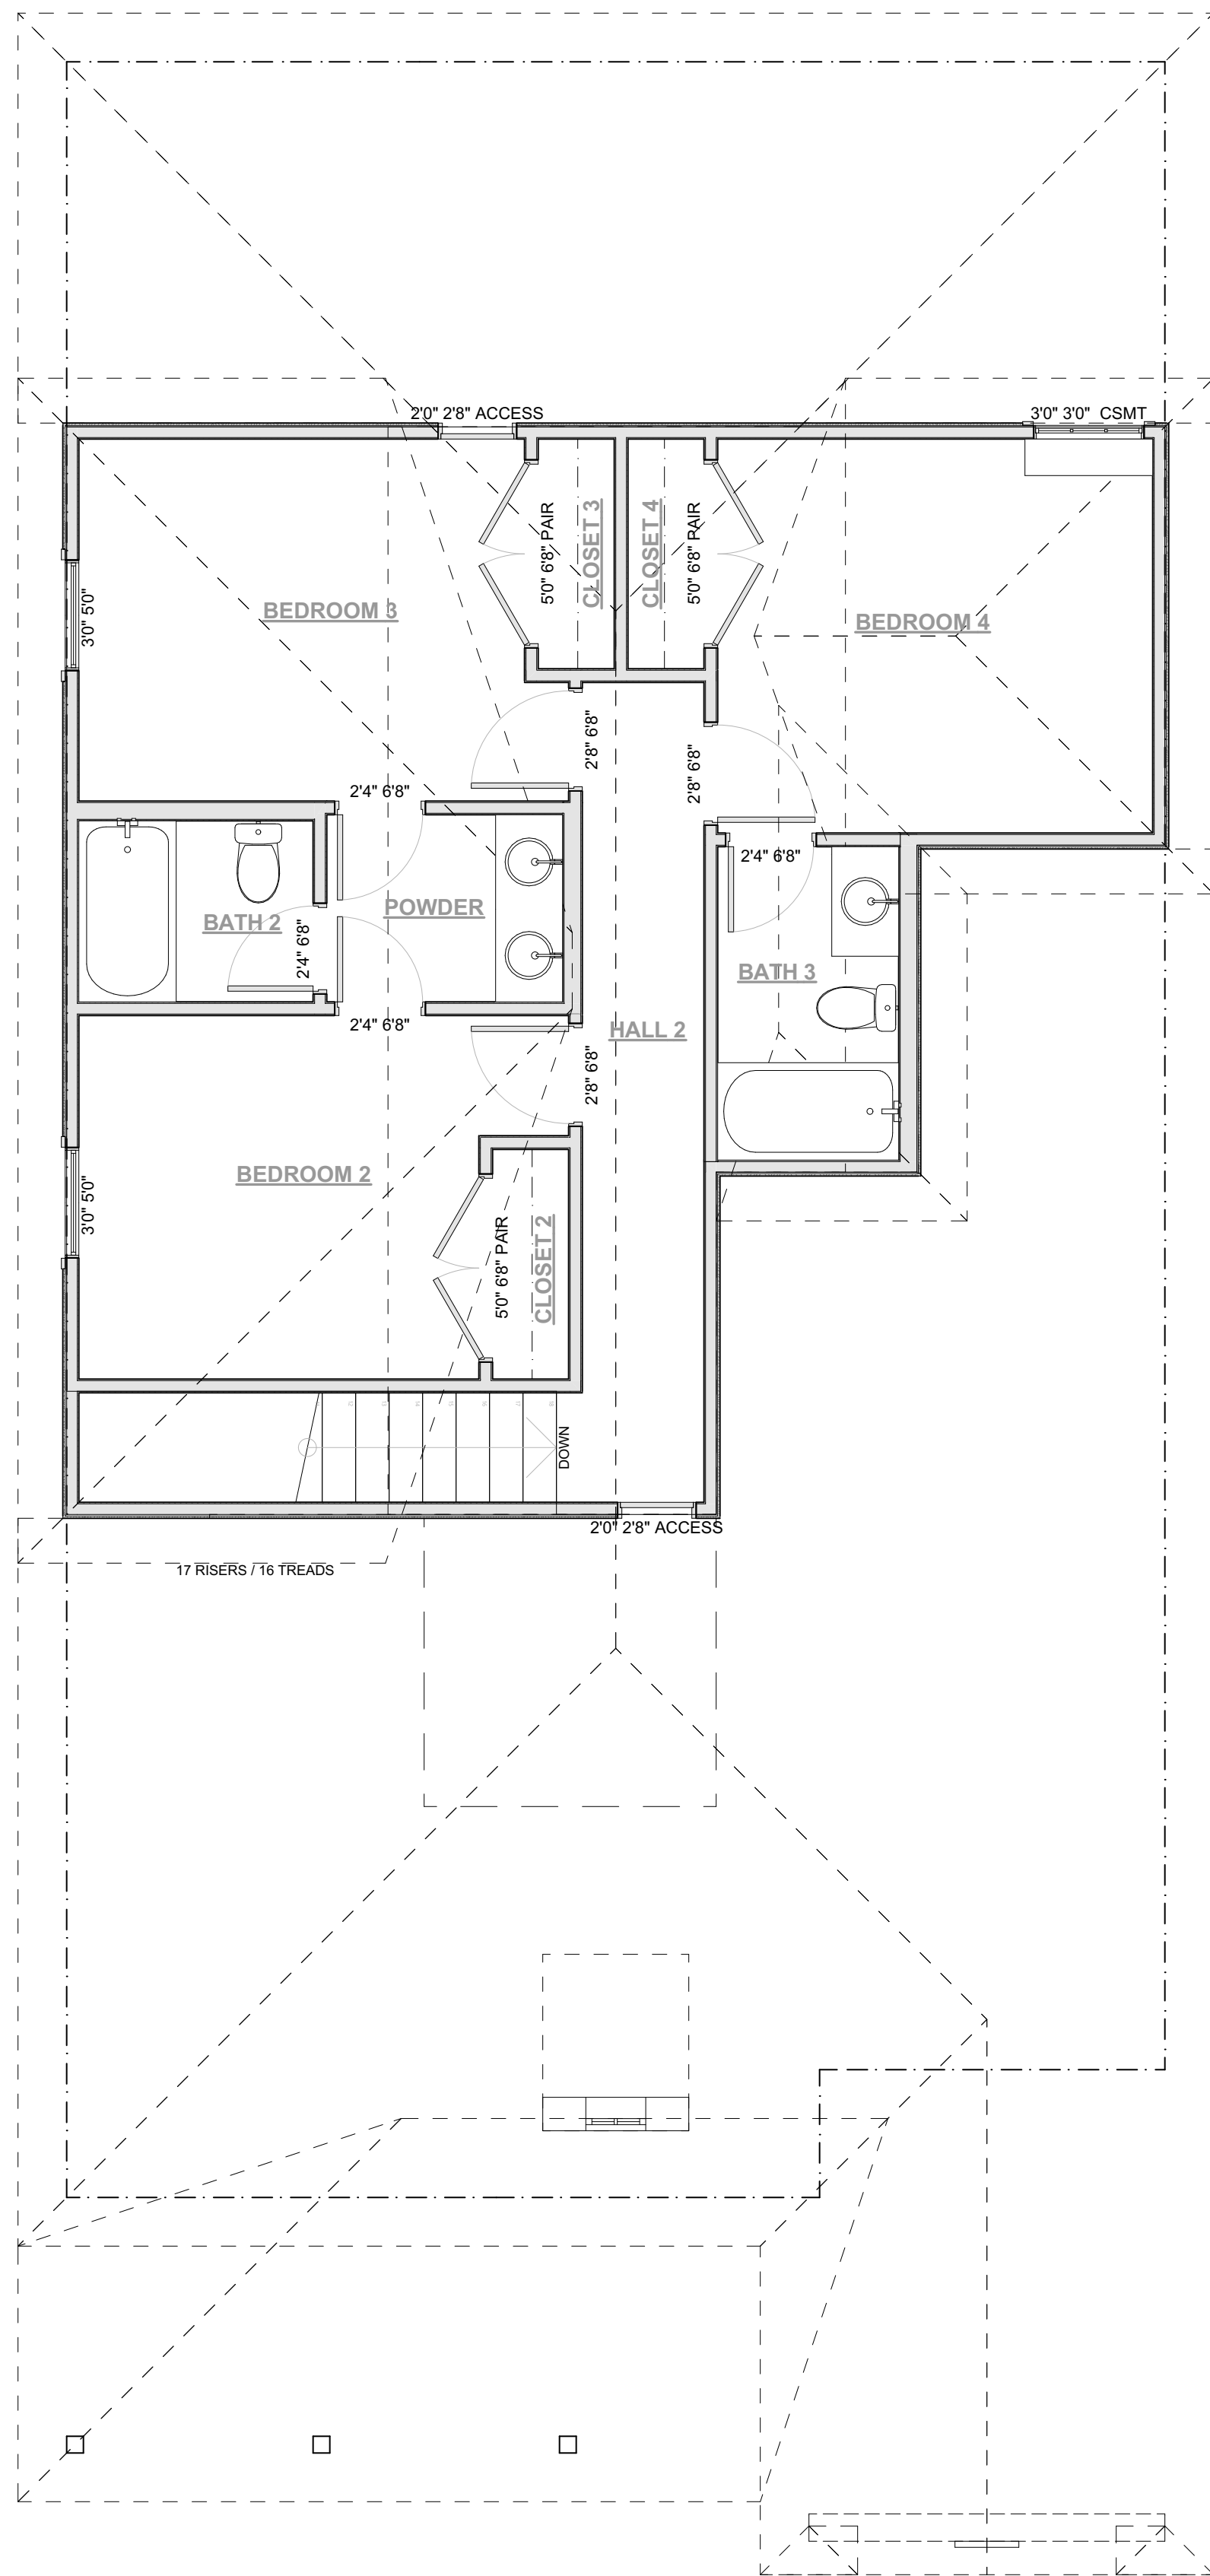 2'0" 2'8" ACCESS
3'0" 3'0" CSMT
5'0" 6'8" PAIR
CLOSET 3
CLOSET 4
5'0" 6'8" PAIR
3'0" 5'0"
BEDROOM 3
BEDROOM 4
2'8" 6'8"
2'8" 6'8"
2'4" 6'8"
2'4" 6'8"
POWDER
BATH 2
2'4" 6'8"
BATH 3
2'4" 6'8"
HALL 2
2'8" 6'8"
BEDROOM 2
3'0" 5'0"
5'0" 6'8" PAIR
CLOSET 2
DOWN
2'0" 2'8" ACCESS
17 RISERS / 16 TREADS